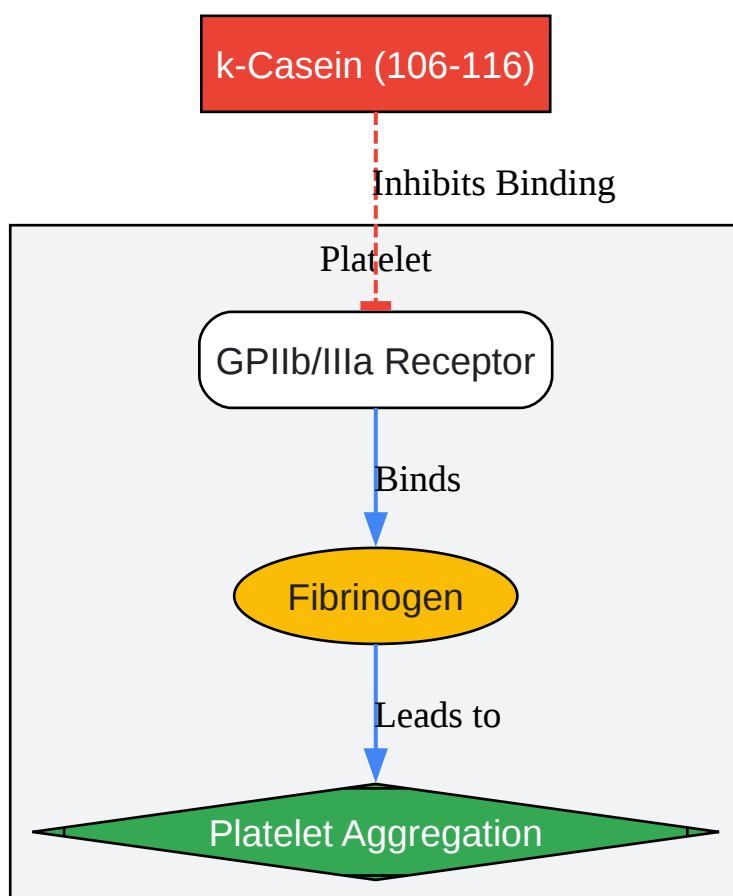 k-Casein (106-116)
Inhibits Binding
Platelet
GPIIb/IIIa Receptor
Binds
Fibrinogen
Leads to
Platelet Aggregation